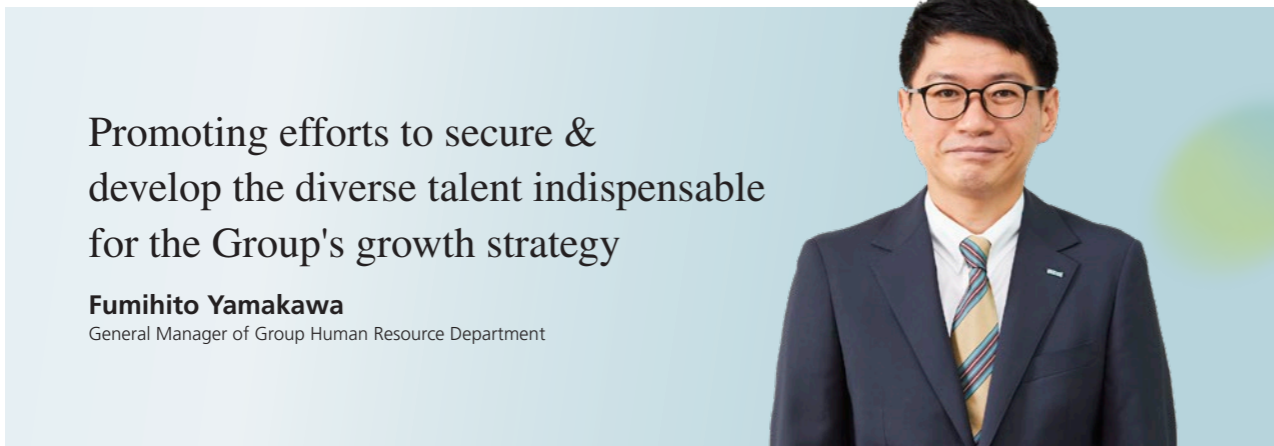 Promoting efforts to secure &
develop the diverse talent indispensable
for the Group's growth strategy
Fumihito Yamakawa
General Manager of Group Human Resource Department